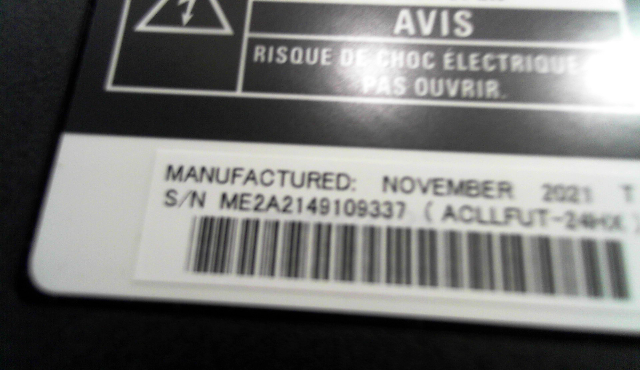 AVIS
RISQUE DE CHOC ÉLECTRIQUE
PAS OUVRIR.
MANUFACTURED: NOVEMBER 2021 T
S/N ME2A2149109337 ( ACLLFUT-24HX